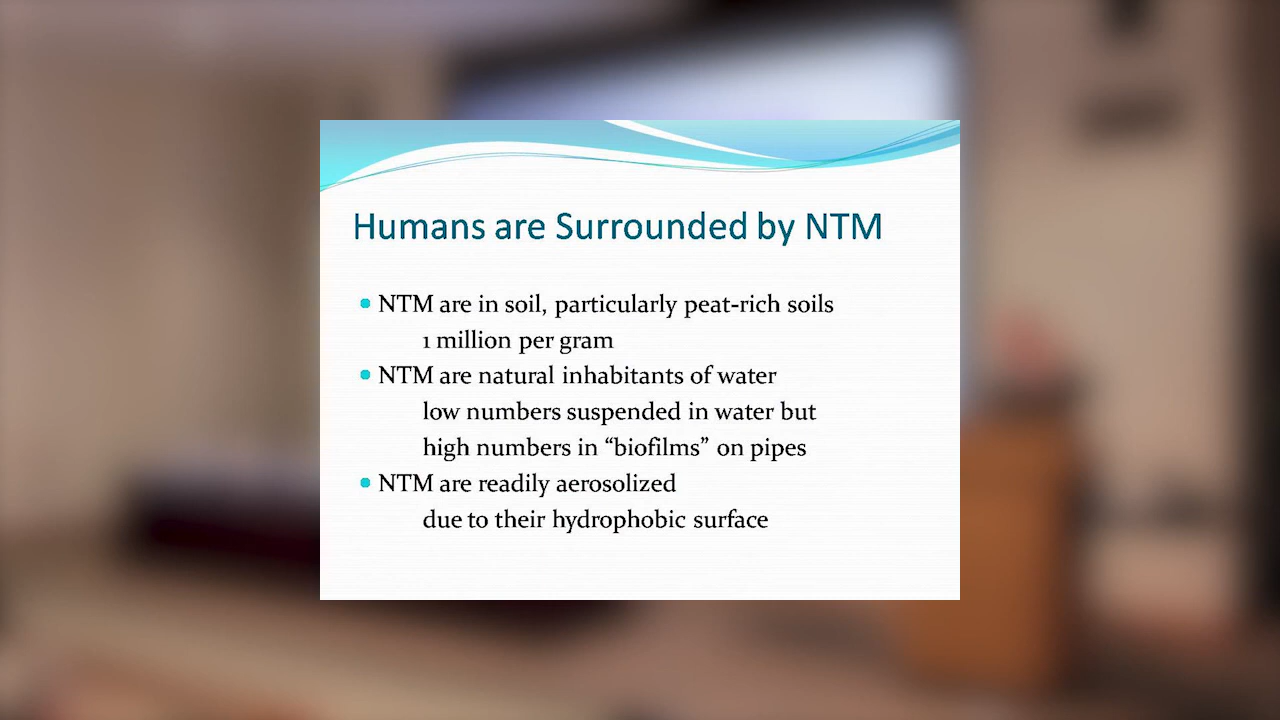 Humans are Surrounded by NTM
NTM are in soil, particularly peat-rich soils
1 million per gram
NTM are natural inhabitants of water
low numbers suspended in water but
high numbers in “biofilms” on pipes
NTM are readily aerosolized
due to their hydrophobic surface